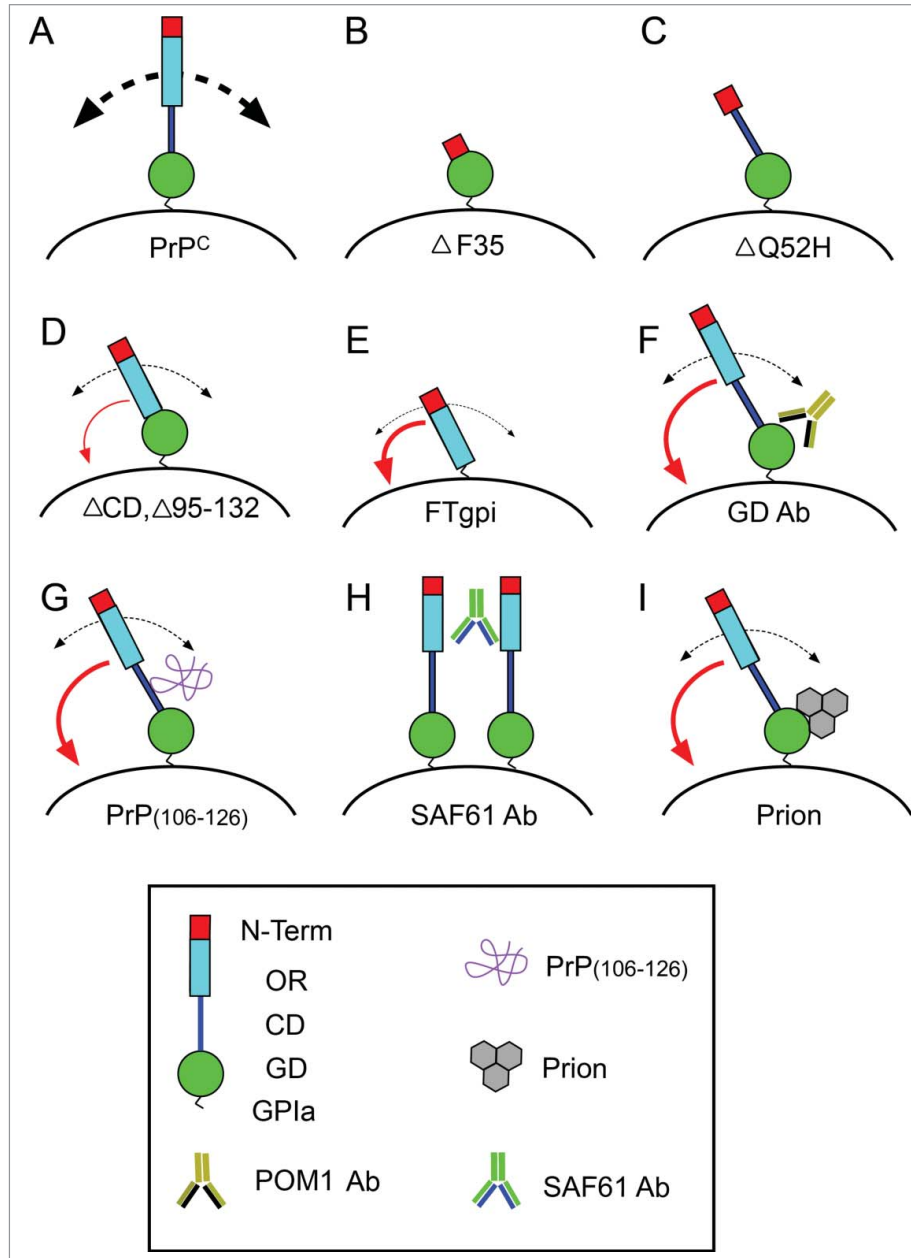 A
B
C
PrPC
△F35
△Q52H
D
E
F
△CD,△95-132
FTgpi
GD Ab
G
H
I
PrP(106-126)
SAF61 Ab
Prion
N-Term
OR
CD
GD
GPIa
PrP(106-126)
Prion
POM1 Ab
SAF61 Ab